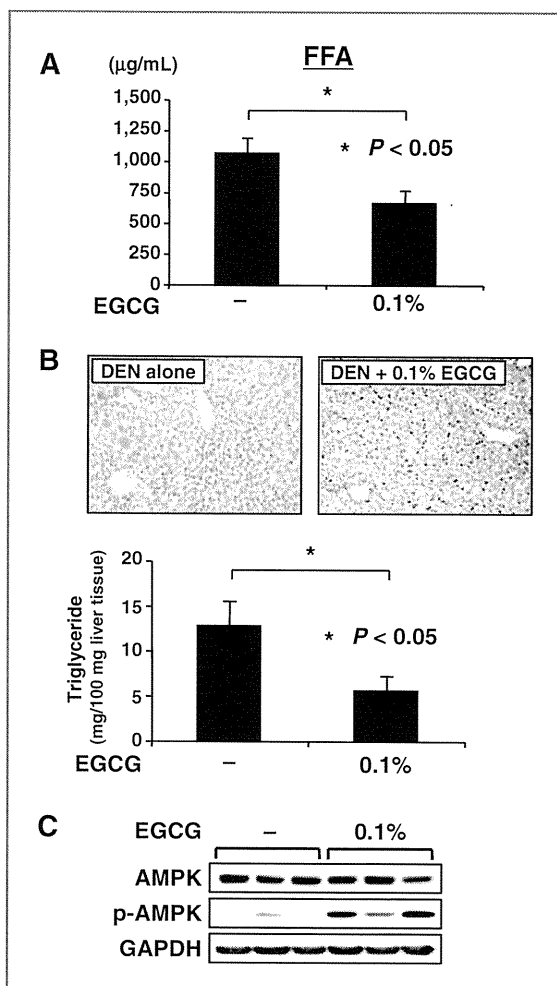 A (μg/mL) FFA
1,500
*
1,250
* P < 0.05
1,000
750
500
250
0
EGCG – 0.1%
B
DEN alone DEN + 0.1% EGCG
Triglyceride
(mg/100 mg liver tissue)
20
*
15
* P < 0.05
10
5
0
EGCG – 0.1%
C
EGCG – 0.1%
AMPK
p-AMPK
GAPDH